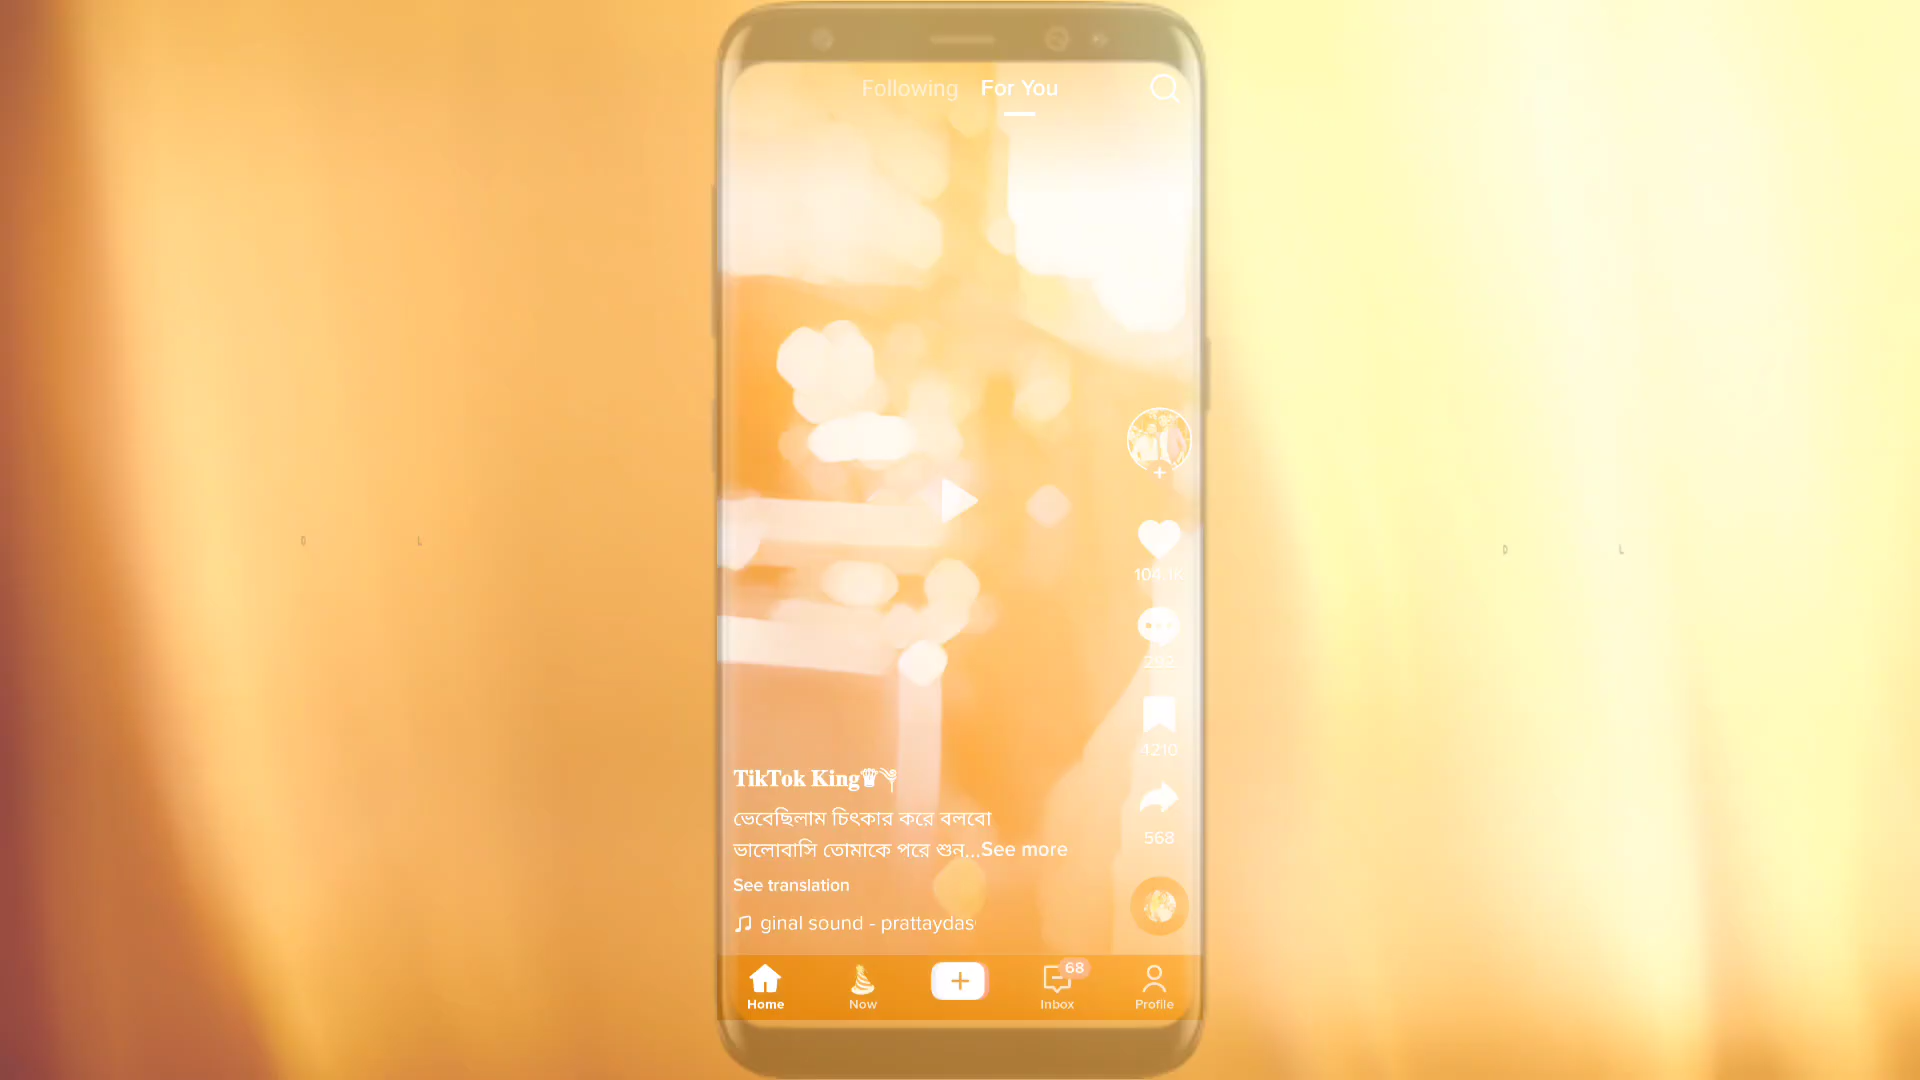 Following For You
104.1K
292
4210
568
TikTok King♛༆
ভেবেছিলাম চিৎকার করে বলবো
ভালোবাসি তোমাকে পরে শুন...See more
See translation
ginal sound - prattaydas
68
Home Now Inbox Profile
D L
D L